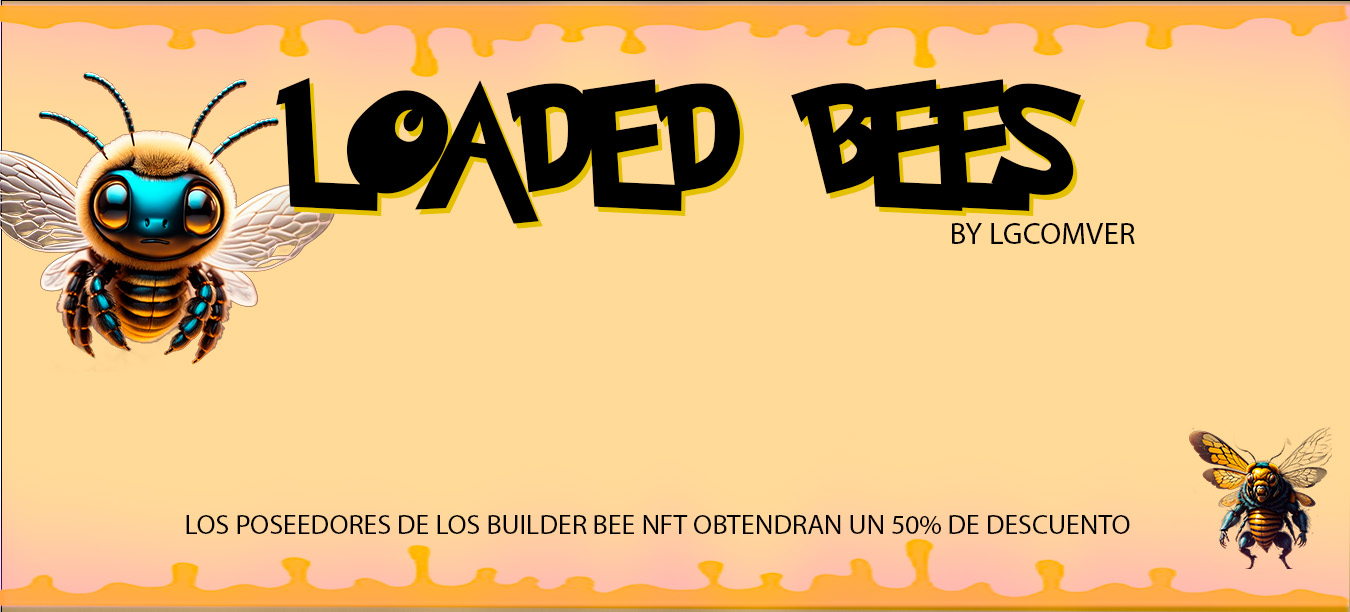 LOADED BEES
BY LGCOMVER
LOS POSEEDORES DE LOS BUILDER BEE NFT OBTENDRAN UN 50% DE DESCUENTO